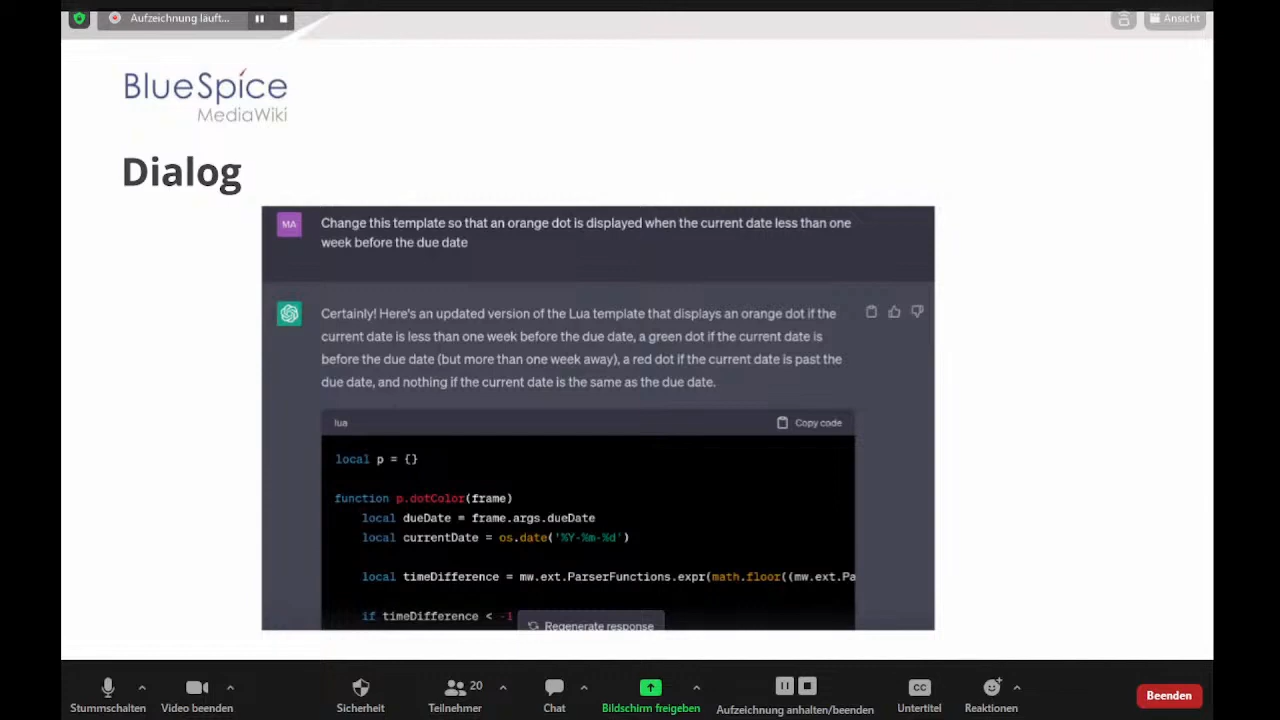 Aufzeichnung läuft...
Ansicht
BlueSpice
MediaWiki
Dialog
MA
Change this template so that an orange dot is displayed when the current date less than one
week before the due date
Certainly! Here's an updated version of the Lua template that displays an orange dot if the
current date is less than one week before the due date, a green dot if the current date is
before the due date (but more than one week away), a red dot if the current date is past the
due date, and nothing if the current date is the same as the due date.
lua
Copy code
local p = {}
function p.dotColor(frame)
local dueDate = frame.args.dueDate
local currentDate = os.date('%Y-%m-%d')
local timeDifference = mw.ext.ParserFunctions.expr(math.floor((mw.ext.Pa
if timeDifference < -1
Regenerate response
Stummschalten
Video beenden
Sicherheit
20
Teilnehmer
Chat
Bildschirm freigeben
Aufzeichnung anhalten/beenden
CC
Untertitel
Reaktionen
Beenden